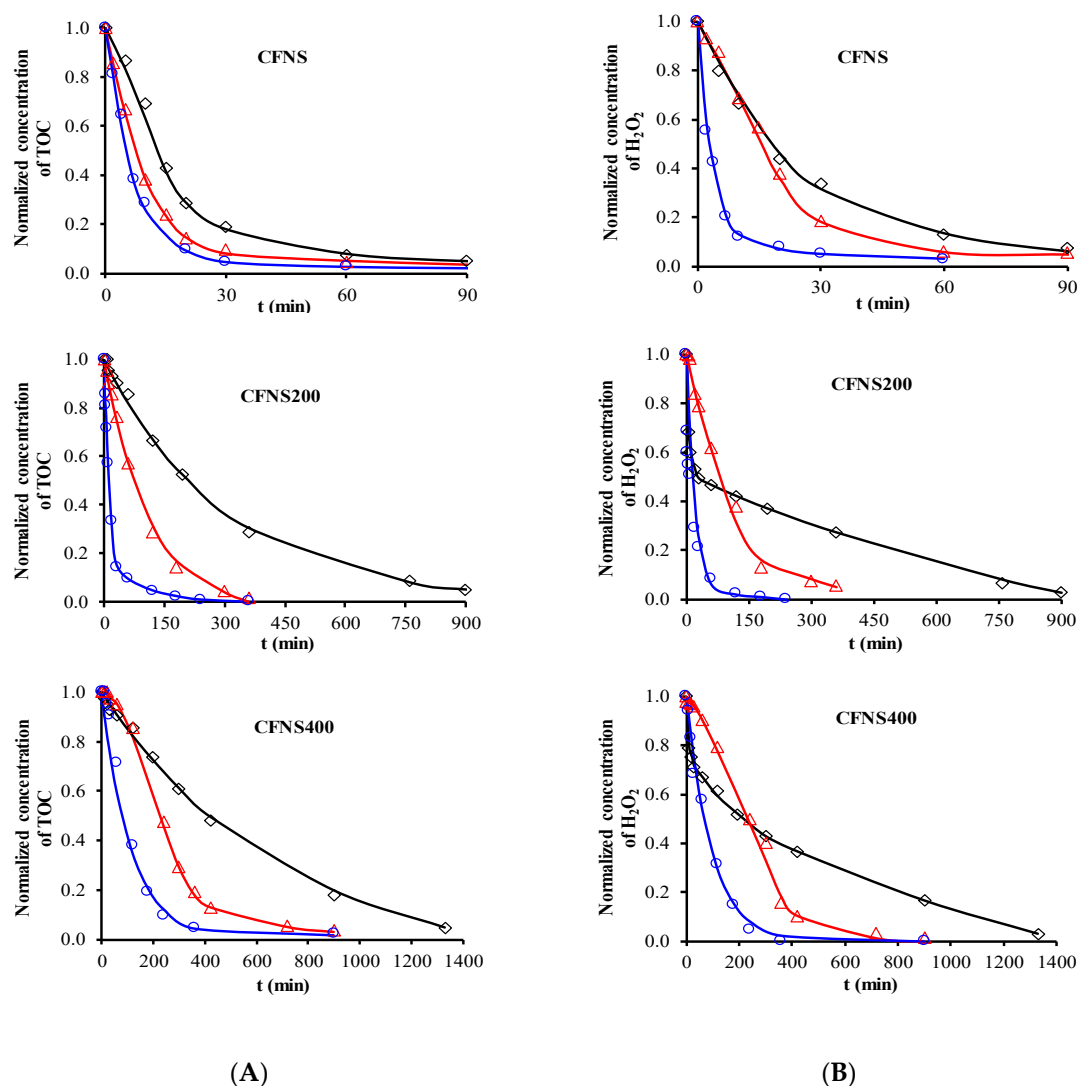 CFNS
Normalized concentration
of TOC
1.0
0.8
0.6
0.4
0.2
0.0
0 30 60 90
t (min)
CFNS
Normalized concentration
of H₂O₂
1.0
0.8
0.6
0.4
0.2
0.0
0 30 60 90
t (min)
CFNS200
Normalized concentration
of TOC
1.0
0.8
0.6
0.4
0.2
0.0
0 150 300 450 600 750 900
t (min)
CFNS200
Normalized concentration
of H₂O₂
1.0
0.8
0.6
0.4
0.2
0.0
0 150 300 450 600 750 900
t (min)
CFNS400
Normalized concentration
of TOC
1.0
0.8
0.6
0.4
0.2
0.0
0 200 400 600 800 1000 1200 1400
t (min)
CFNS400
Normalized concentration
of H₂O₂
1.0
0.8
0.6
0.4
0.2
0.0
0 200 400 600 800 1000 1200 1400
t (min)
(A)
(B)